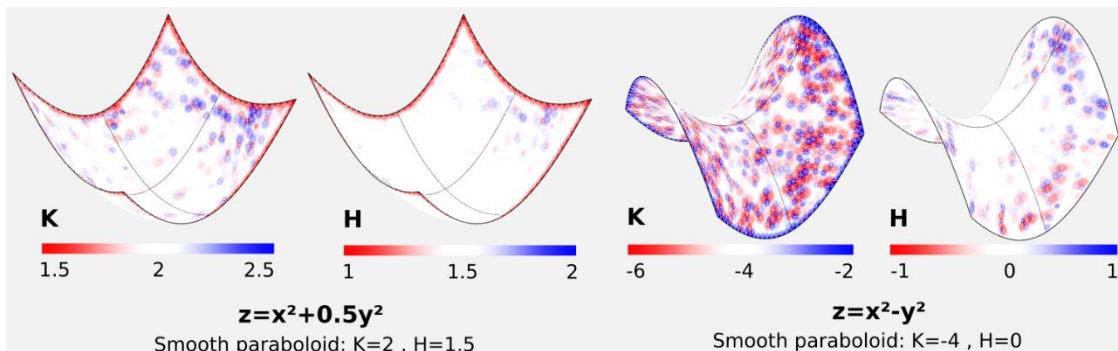 K
H
K
H
1.5 2 2.5
1 1.5 2
-6 -4 -2
-1 0 1
z=x²+0.5y²
z=x²-y²
Smooth paraboloid: K=2 , H=1.5
Smooth paraboloid: K=-4 , H=0